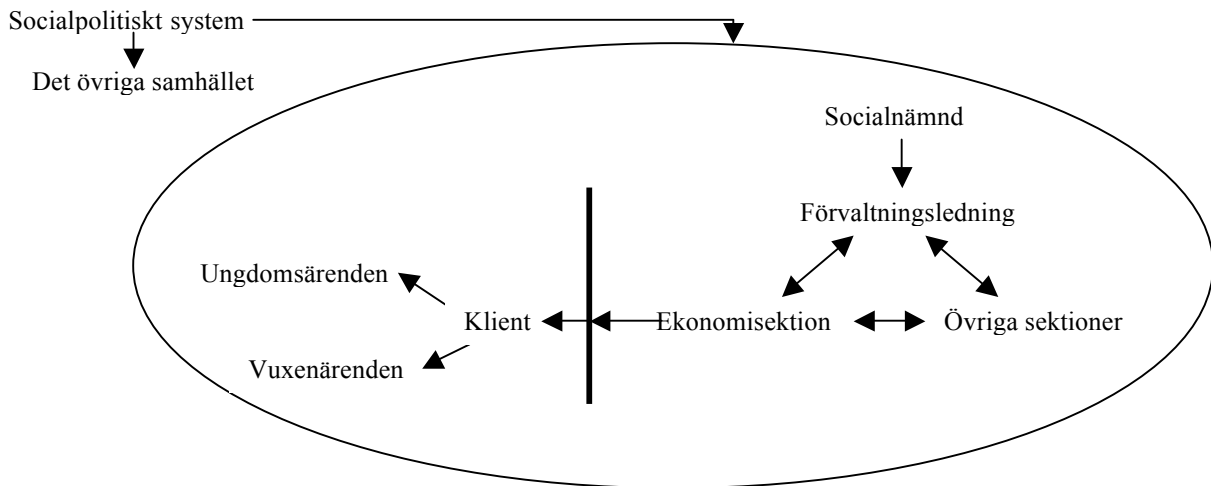 Socialpolitiskt system
Det övriga samhället
Socialnämnd
Förvaltningsledning
Ungdomsärenden
Klient
Ekonomisektion
Övriga sektioner
Vuxenärenden